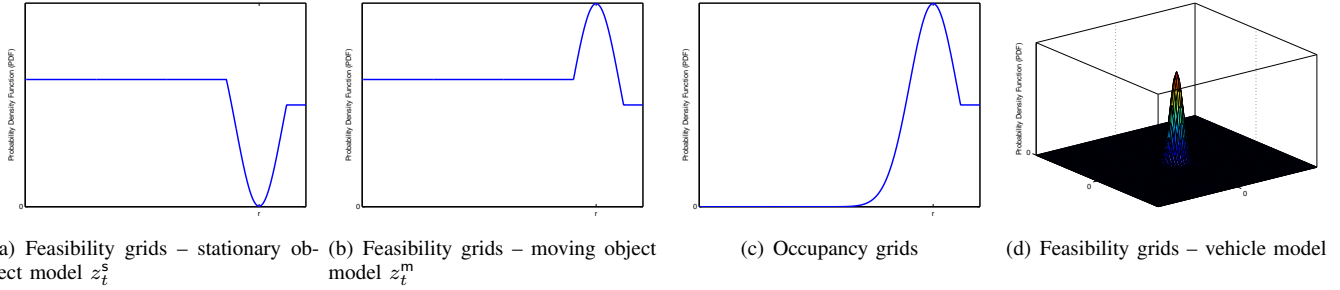 Probability Density Function (PDF)
0
r
Probability Density Function (PDF)
0
r
Probability Density Function (PDF)
0
r
Probability Density Function (PDF)
0
0
0
a) Feasibility grids – stationary ob-
ect model z_t^s
(b) Feasibility grids – moving object
model z_t^m
(c) Occupancy grids
(d) Feasibility grids – vehicle model